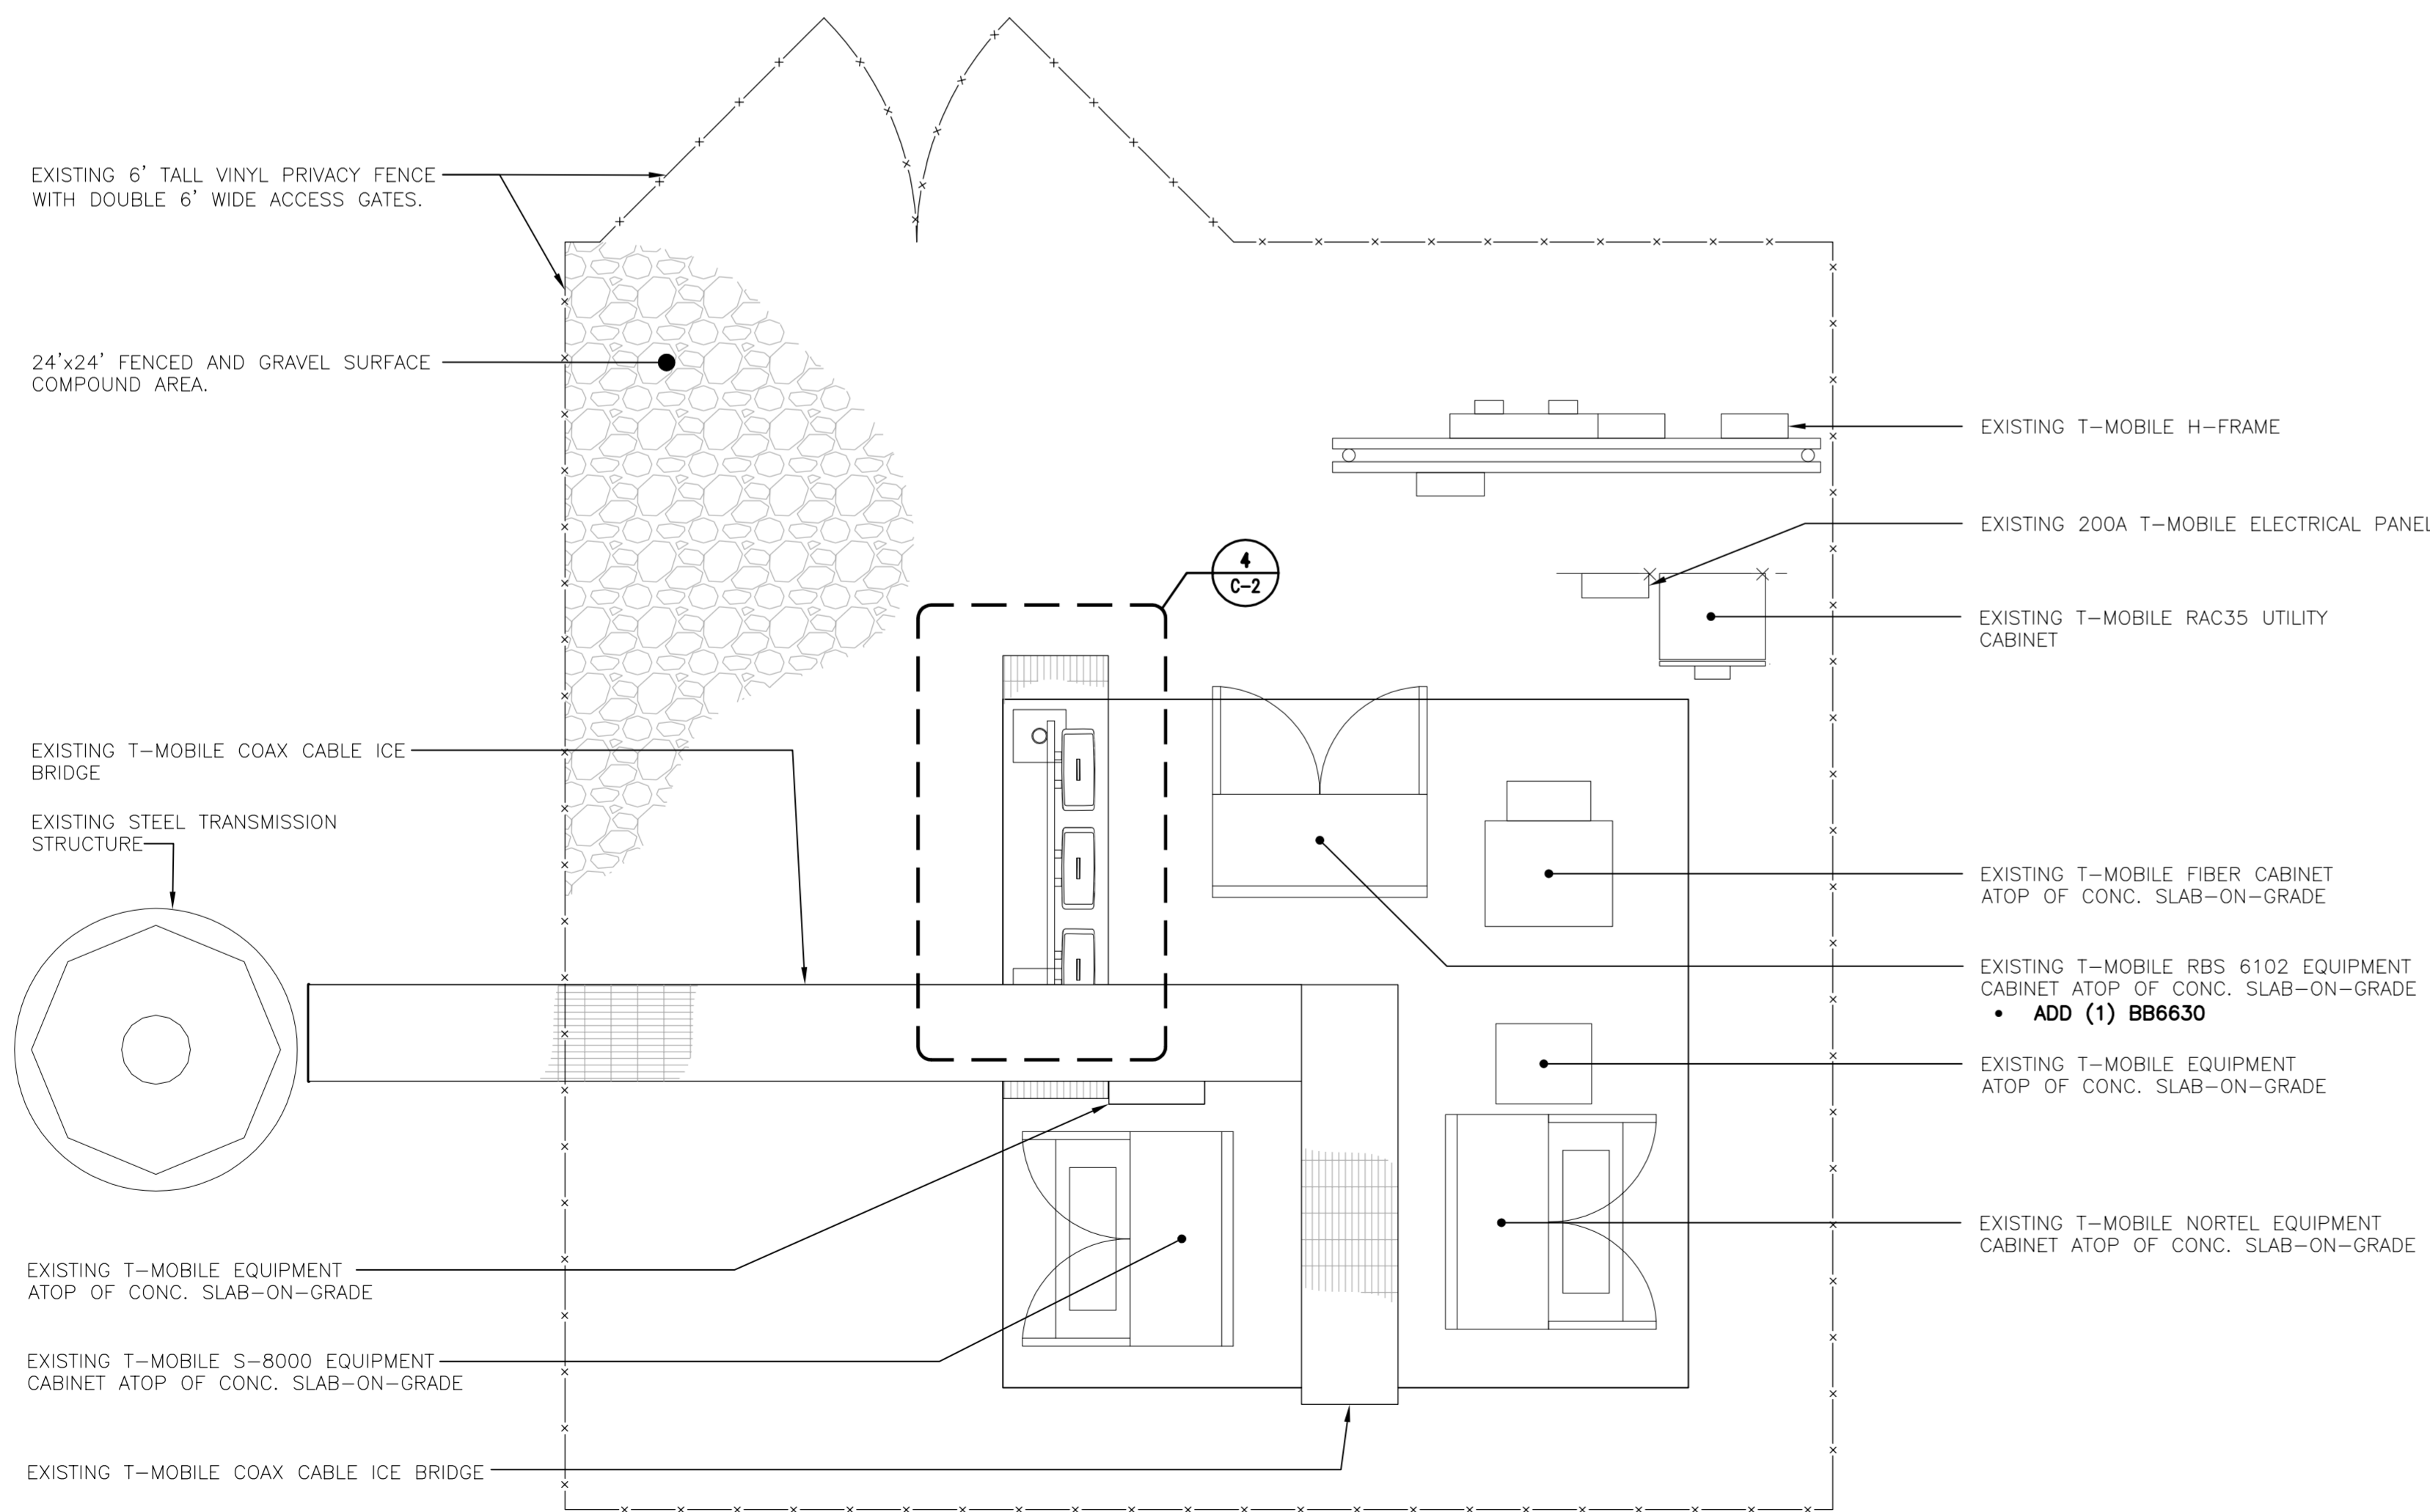 EXISTING 6' TALL VINYL PRIVACY FENCE
WITH DOUBLE 6' WIDE ACCESS GATES.
24'x24' FENCED AND GRAVEL SURFACE
COMPOUND AREA.
EXISTING T-MOBILE COAX CABLE ICE
BRIDGE
EXISTING STEEL TRANSMISSION
STRUCTURE
EXISTING T-MOBILE EQUIPMENT
ATOP OF CONC. SLAB-ON-GRADE
EXISTING T-MOBILE S-8000 EQUIPMENT
CABINET ATOP OF CONC. SLAB-ON-GRADE
EXISTING T-MOBILE COAX CABLE ICE BRIDGE
4
C-2
EXISTING T-MOBILE H-FRAME
EXISTING 200A T-MOBILE ELECTRICAL PANEL
EXISTING T-MOBILE RAC35 UTILITY
CABINET
EXISTING T-MOBILE FIBER CABINET
ATOP OF CONC. SLAB-ON-GRADE
EXISTING T-MOBILE RBS 6102 EQUIPMENT
CABINET ATOP OF CONC. SLAB-ON-GRADE
• ADD (1) BB6630
EXISTING T-MOBILE EQUIPMENT
ATOP OF CONC. SLAB-ON-GRADE
EXISTING T-MOBILE NORTEL EQUIPMENT
CABINET ATOP OF CONC. SLAB-ON-GRADE